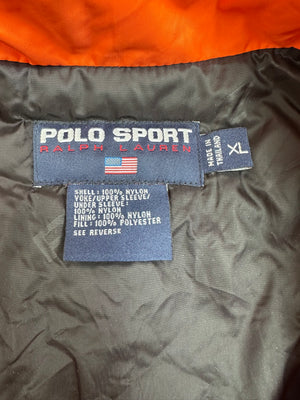 POLO SPORT
RALPH LAUREN
MADE IN
THAILAND
XL
SHELL: 100% NYLON
YOKE/UPPER SLEEVE/
UNDER SLEEVE:
100% NYLON
LINING: 100% NYLON
FILL: 100% POLYESTER
SEE REVERSE